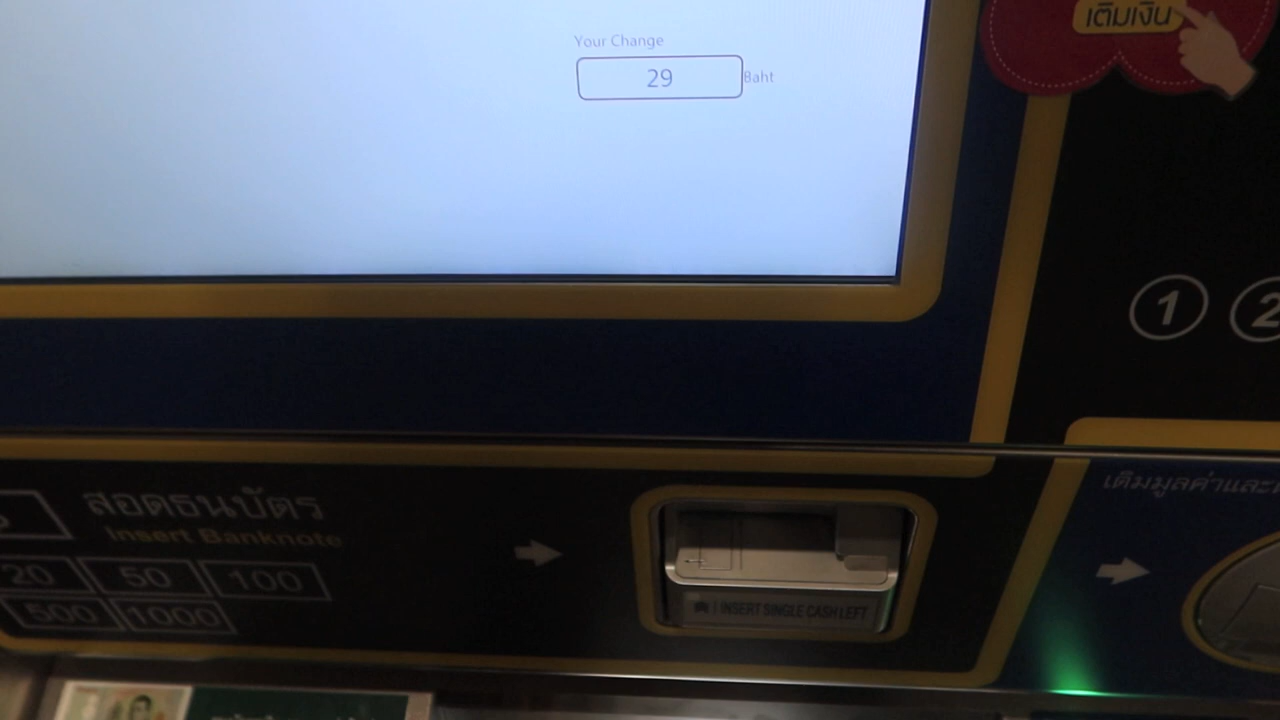 เติมเงิน
Your Change
29 Baht
1 2
สอดธนบัตร
Insert Banknote
20 50 100
500 1000
INSERT SINGLE CASH LEFT
เติมมูลค่าและ